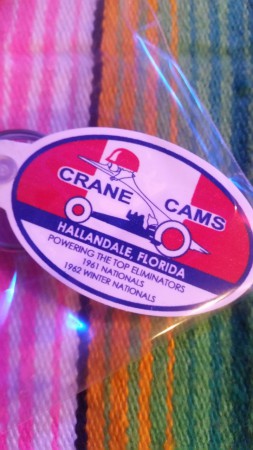 CRANE CAMS
HALLANDALE, FLORIDA
POWERING THE TOP ELIMINATORS
1961 NATIONALS
1962 WINTER NATIONALS